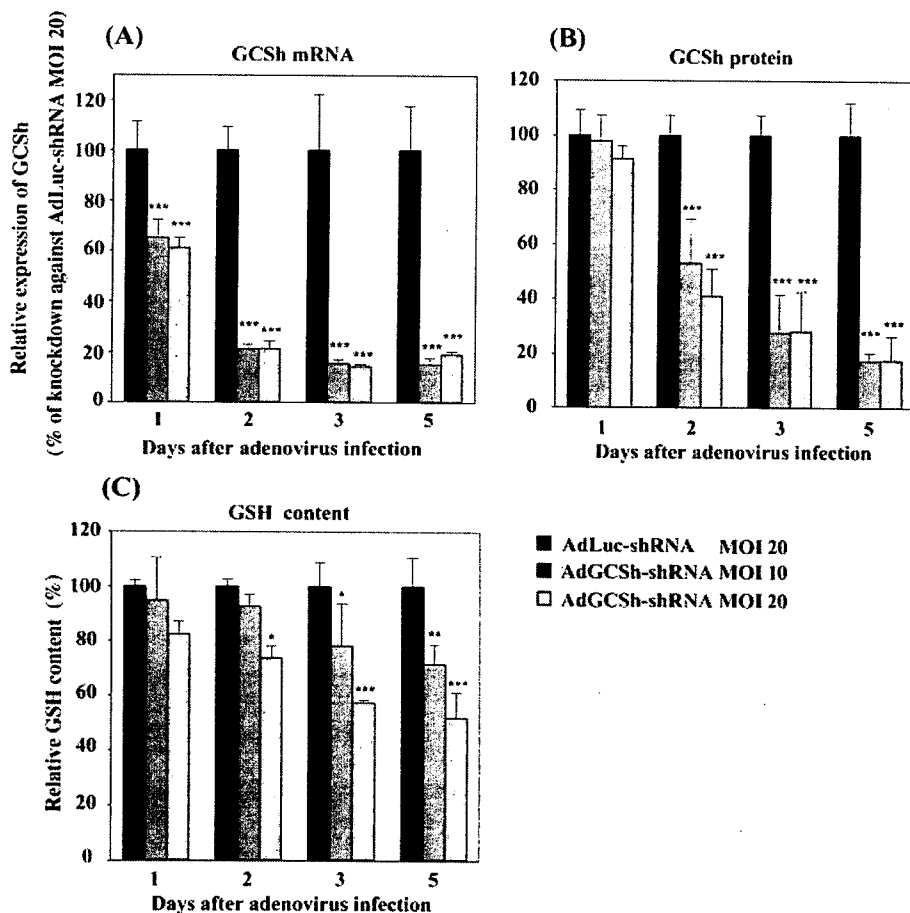 (A)
GCSh mRNA
Relative expression of GCSh
(% of knockdown against AdLuc-shRNA MOI 20)
120
100
80
60
40
20
0
*** ***
*** ***
*** ***
*** ***
1 2 3 5
Days after adenovirus infection
(B)
GCSh protein
120
100
80
60
40
20
0
*** ***
*** ***
*** ***
1 2 3 5
Days after adenovirus infection
(C)
GSH content
Relative GSH content (%)
120
100
80
60
40
20
0
*
* ***
** ***
1 2 3 5
Days after adenovirus infection
AdLuc-shRNA MOI 20
AdGCSh-shRNA MOI 10
AdGCSh-shRNA MOI 20